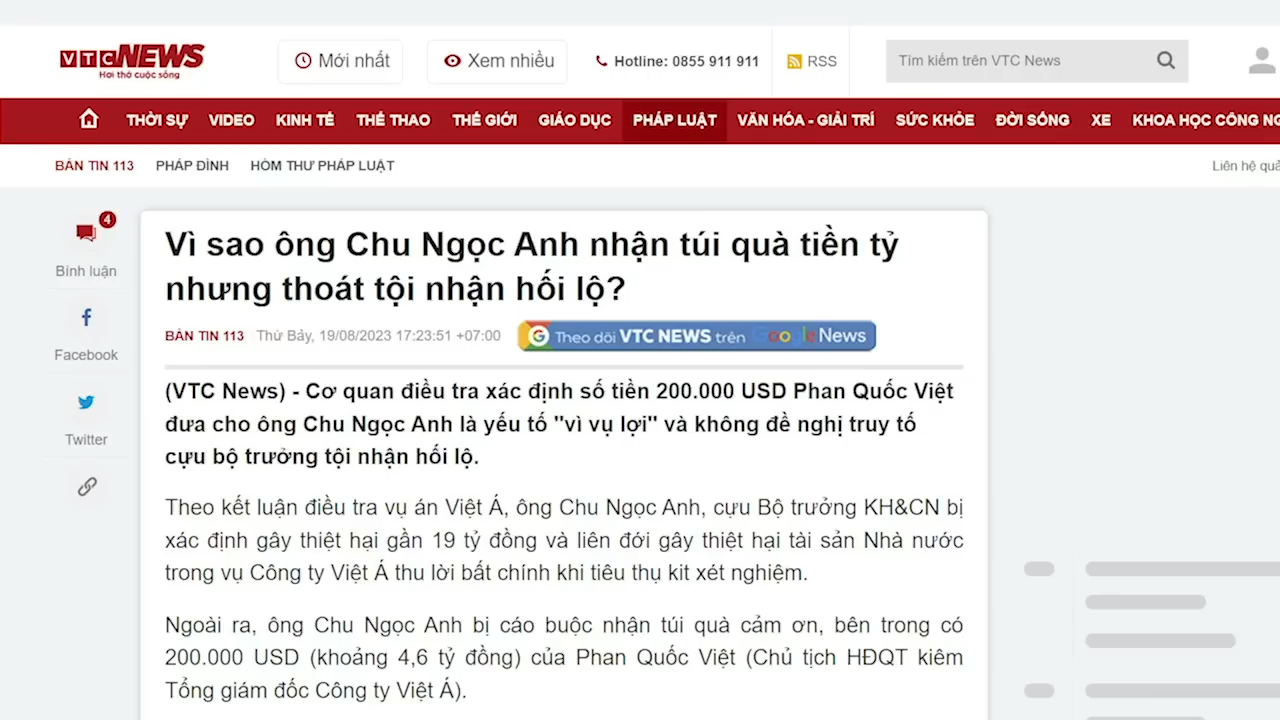 VTC NEWS
Hơi thở cuộc sống
Mới nhất
Xem nhiều
Hotline: 0855 911 911
RSS
Tìm kiếm trên VTC News
THỜI SỰ VIDEO KINH TẾ THỂ THAO THẾ GIỚI GIÁO DỤC PHÁP LUẬT VĂN HÓA - GIẢI TRÍ SỨC KHỎE ĐỜI SỐNG XE KHOA HỌC CÔNG
BẢN TIN 113 PHÁP ĐÌNH HÒM THƯ PHÁP LUẬT
Liên hệ
4
Bình luận
Facebook
Twitter
Vì sao ông Chu Ngọc Anh nhận túi quà tiền tỷ
nhưng thoát tội nhận hối lộ?
BẢN TIN 113 Thứ Bảy, 19/08/2023 17:23:51 +07:00
Theo dõi VTC NEWS trên Google News
(VTC News) - Cơ quan điều tra xác định số tiền 200.000 USD Phan Quốc Việt
đưa cho ông Chu Ngọc Anh là yếu tố "vì vụ lợi" và không đề nghị truy tố
cựu bộ trưởng tội nhận hối lộ.
Theo kết luận điều tra vụ án Việt Á, ông Chu Ngọc Anh, cựu Bộ trưởng KH&CN bị
xác định gây thiệt hại gần 19 tỷ đồng và liên đới gây thiệt hại tài sản Nhà nước
trong vụ Công ty Việt Á thu lời bất chính khi tiêu thụ kit xét nghiệm.
Ngoài ra, ông Chu Ngọc Anh bị cáo buộc nhận túi quà cảm ơn, bên trong có
200.000 USD (khoảng 4,6 tỷ đồng) của Phan Quốc Việt (Chủ tịch HĐQT kiêm
Tổng giám đốc Công ty Việt Á).